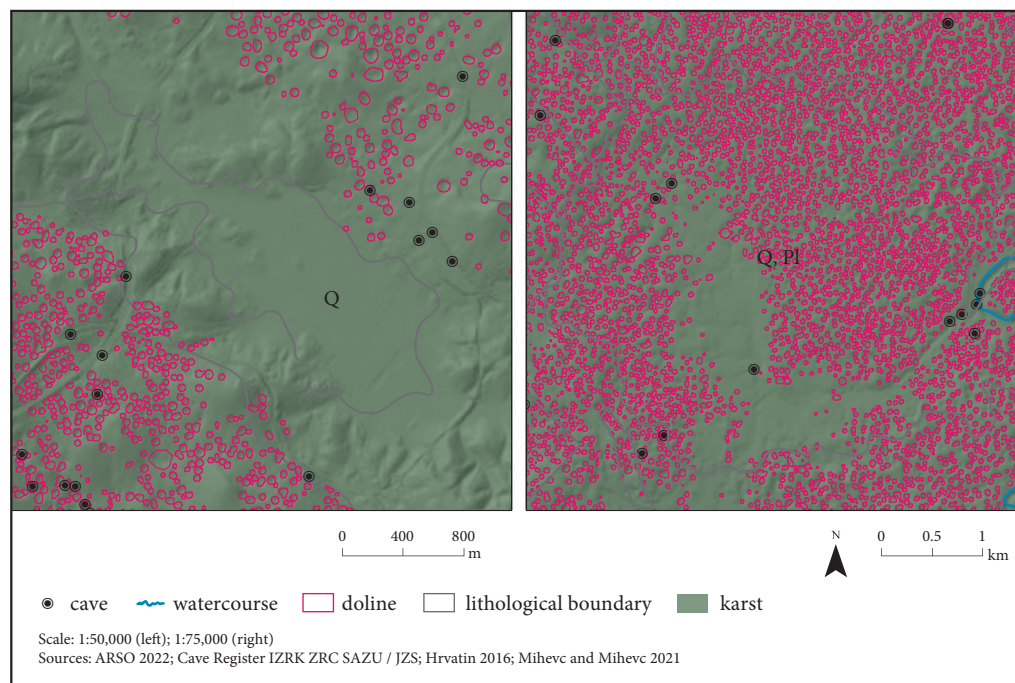 Q
Q, Pl
0 400 800
m
N
0 0.5 1
km
cave
watercourse
doline
lithological boundary
karst
Scale: 1:50,000 (left); 1:75,000 (right)
Sources: ARSO 2022; Cave Register IZRK ZRC SAZU / JZS; Hrvatin 2016; Mihevc and Mihevc 2021